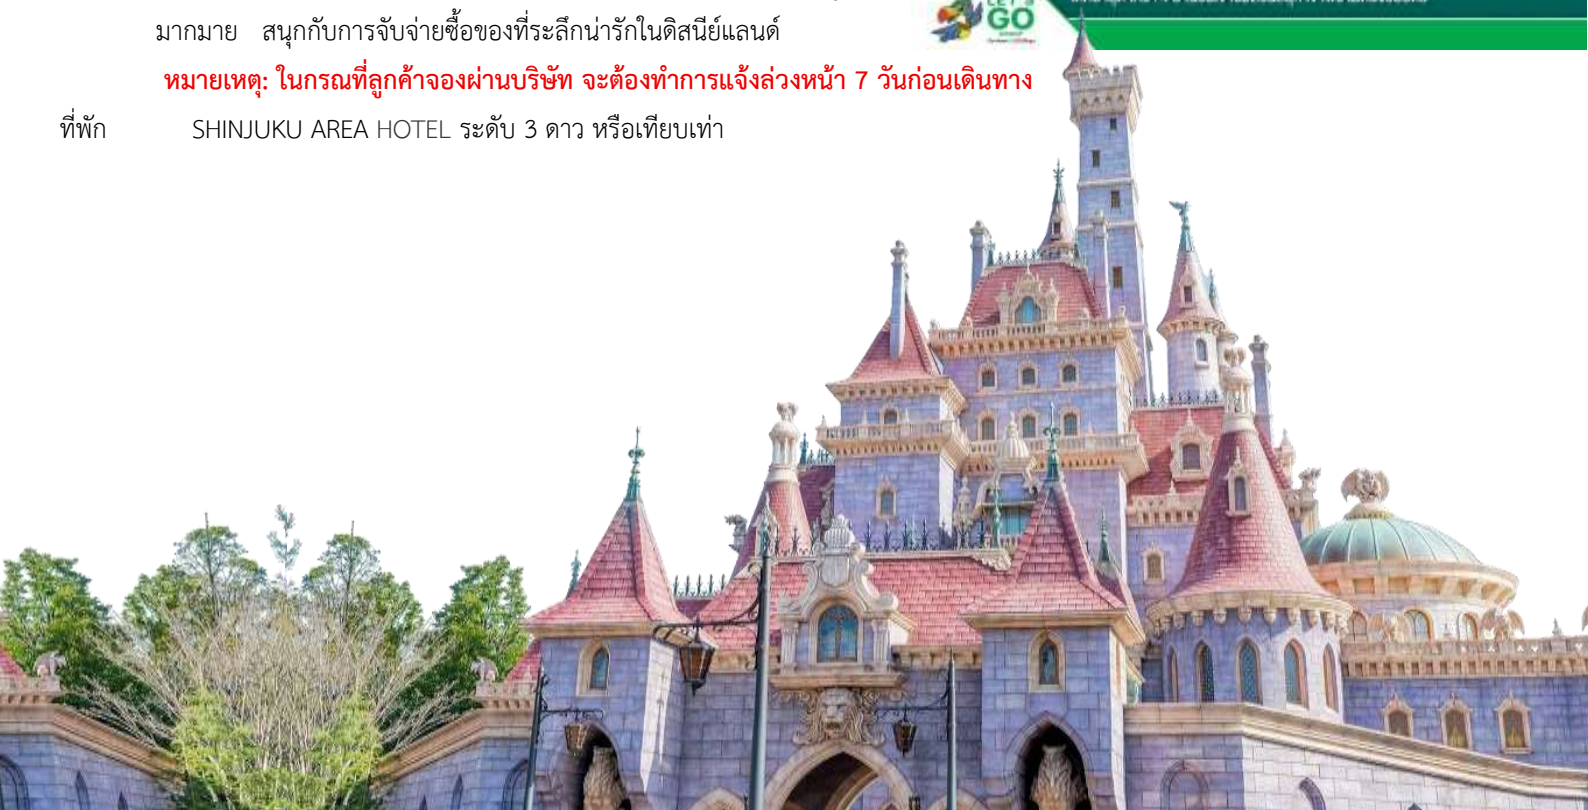 LET'S
GO
มากมาย สนุกกับการจับจ่ายซื้อของที่ระลึกน่ารักในดิสนีย์แลนด์
หมายเหตุ: ในกรณที่ลูกค้าจองผ่านบริษัท จะต้องทำการแจ้งล่วงหน้า 7 วันก่อนเดินทาง
ที่พัก SHINJUKU AREA HOTEL ระดับ 3 ดาว หรือเทียบเท่า